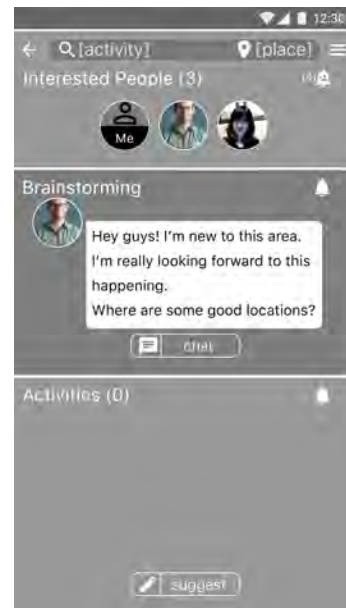 12:30
[activity] [place]
Interested People (3)
Me
Brainstorming
Hey guys! I'm new to this area.
I'm really looking forward to this
happening.
Where are some good locations?
chat
Activities (0)
suggest